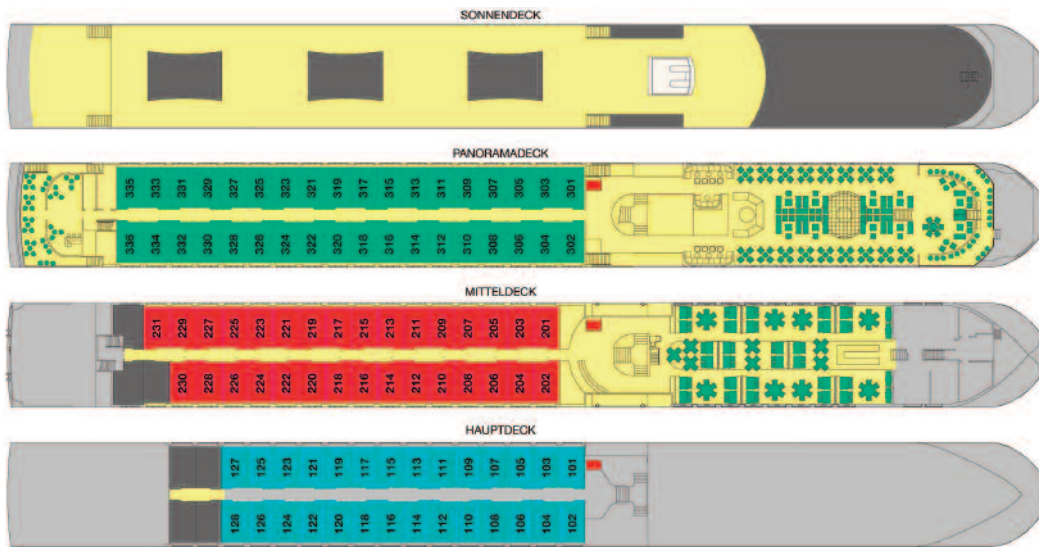 SONNENDECK
PANORAMADECK
335 333 331 329 327 325 323 321 319 317 315 313 311 309 307 305 303 301
336 334 332 330 328 326 324 322 320 318 316 314 312 310 308 306 304 302
MITTELDECK
231 229 227 225 223 221 219 217 215 213 211 209 207 205 203 201
230 228 226 224 222 220 218 216 214 212 210 208 206 204 202
HAUPTDECK
127 125 123 121 119 117 115 113 111 109 107 105 103 101
128 126 124 122 120 118 116 114 112 110 108 106 104 102